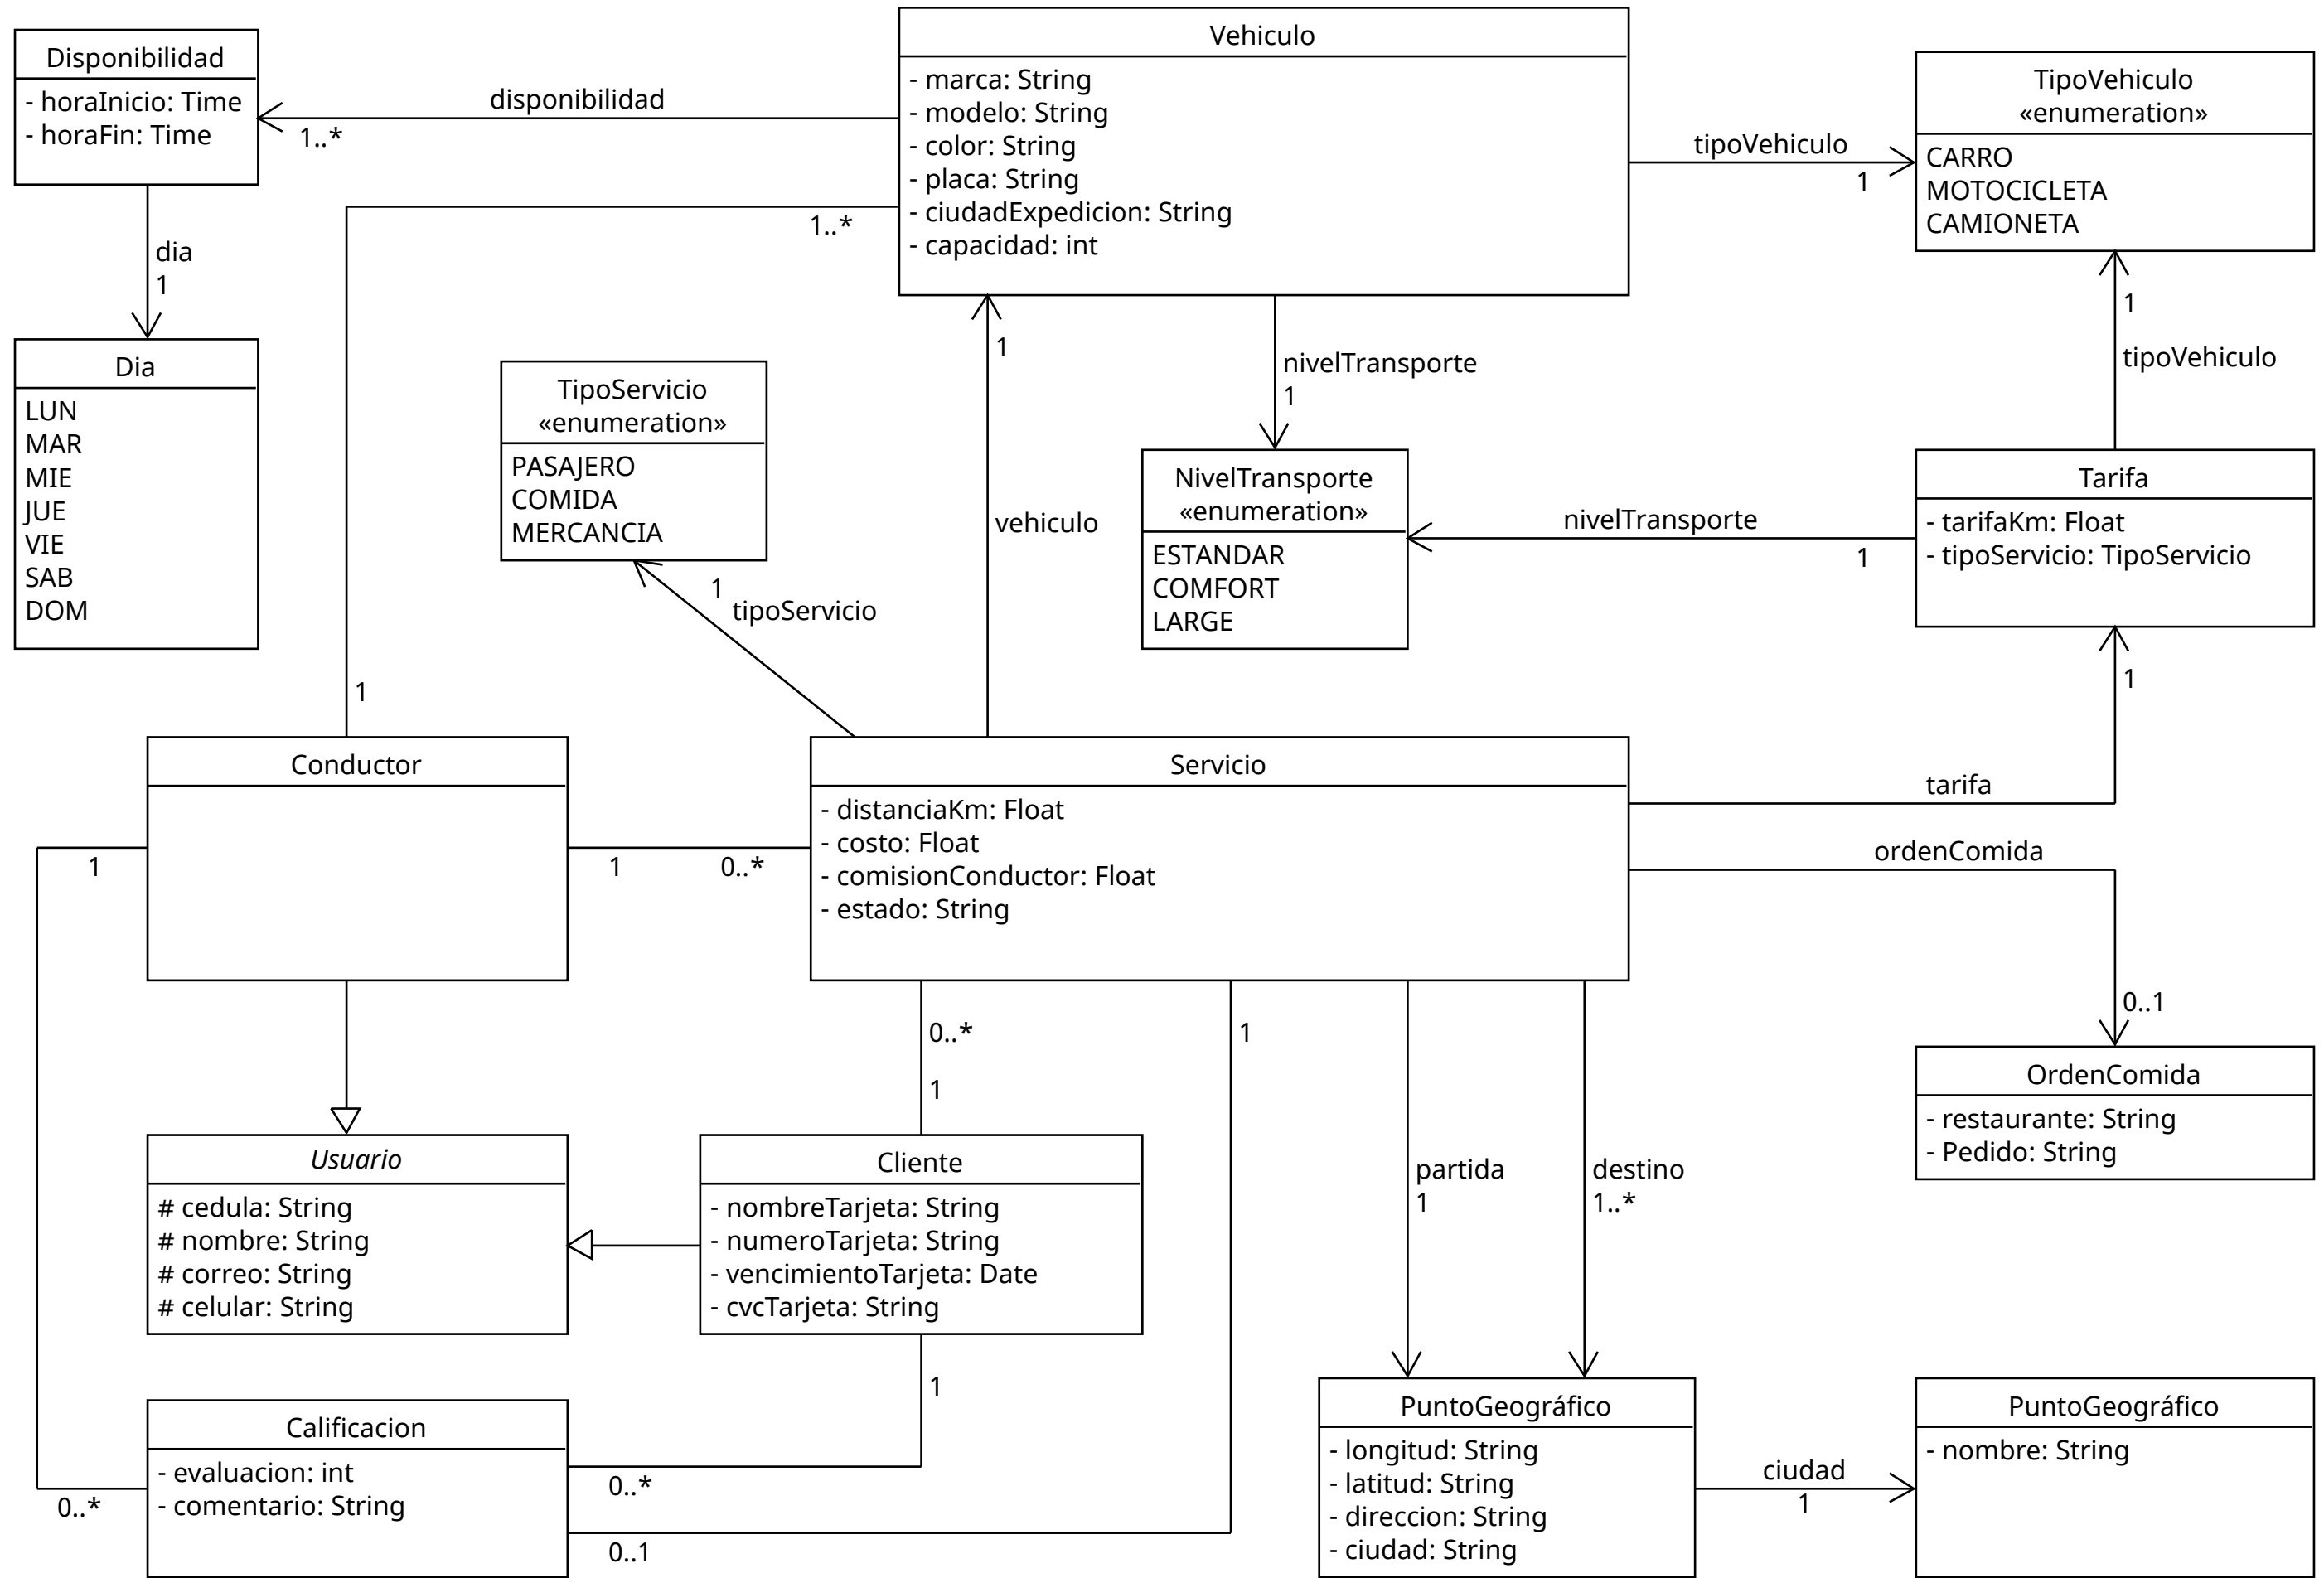 Disponibilidad
- horaInicio: Time
- horaFin: Time
disponibilidad
1..*
Vehiculo
- marca: String
- modelo: String
- color: String
- placa: String
- ciudadExpedicion: String
- capacidad: int
tipoVehiculo
1
TipoVehiculo
«enumeration»
CARRO
MOTOCICLETA
CAMIONETA
1..*
dia
1
Dia
LUN
MAR
MIE
JUE
VIE
SAB
DOM
TipoServicio
«enumeration»
PASAJERO
COMIDA
MERCANCIA
1
tipoServicio
1
vehiculo
nivelTransporte
1
NivelTransporte
«enumeration»
ESTANDAR
COMFORT
LARGE
1
tipoVehiculo
nivelTransporte
1
Tarifa
- tarifaKm: Float
- tipoServicio: TipoServicio
1
tarifa
1
Conductor
1
1
0..*
Servicio
- distanciaKm: Float
- costo: Float
- comisionConductor: Float
- estado: String
ordenComida
0..1
OrdenComida
- restaurante: String
- Pedido: String
0..*
1
1
partida
1
destino
1..*
Usuario
# cedula: String
# nombre: String
# correo: String
# celular: String
Cliente
- nombreTarjeta: String
- numeroTarjeta: String
- vencimientoTarjeta: Date
- cvcTarjeta: String
1
Calificacion
- evaluacion: int
- comentario: String
0..*
0..*
0..1
PuntoGeográfico
- longitud: String
- latitud: String
- direccion: String
- ciudad: String
ciudad
1
PuntoGeográfico
- nombre: String